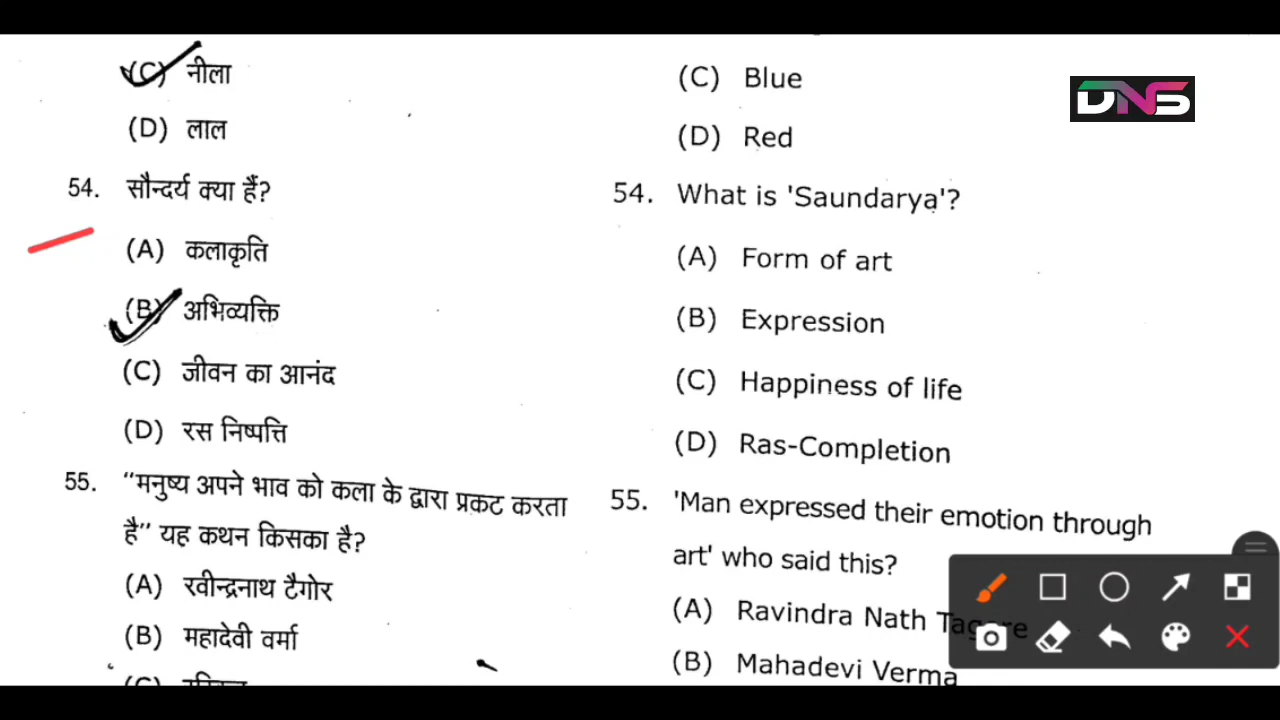 (C) नीला
(D) लाल
54. सौन्दर्य क्या हैं?
(A) कलाकृति
(B) अभिव्यक्ति
(C) जीवन का आनंद
(D) रस निष्पत्ति
55. “मनुष्य अपने भाव को कला के द्वारा प्रकट करता
है” यह कथन किसका है?
(A) रवीन्द्रनाथ टैगोर
(B) महादेवी वर्मा
(C) Blue
(D) Red
54. What is 'Saundarya'?
(A) Form of art
(B) Expression
(C) Happiness of life
(D) Ras-Completion
55. 'Man expressed their emotion through
art' who said this?
(A) Ravindra Nath Tagore
(B) Mahadevi Verma
DNS